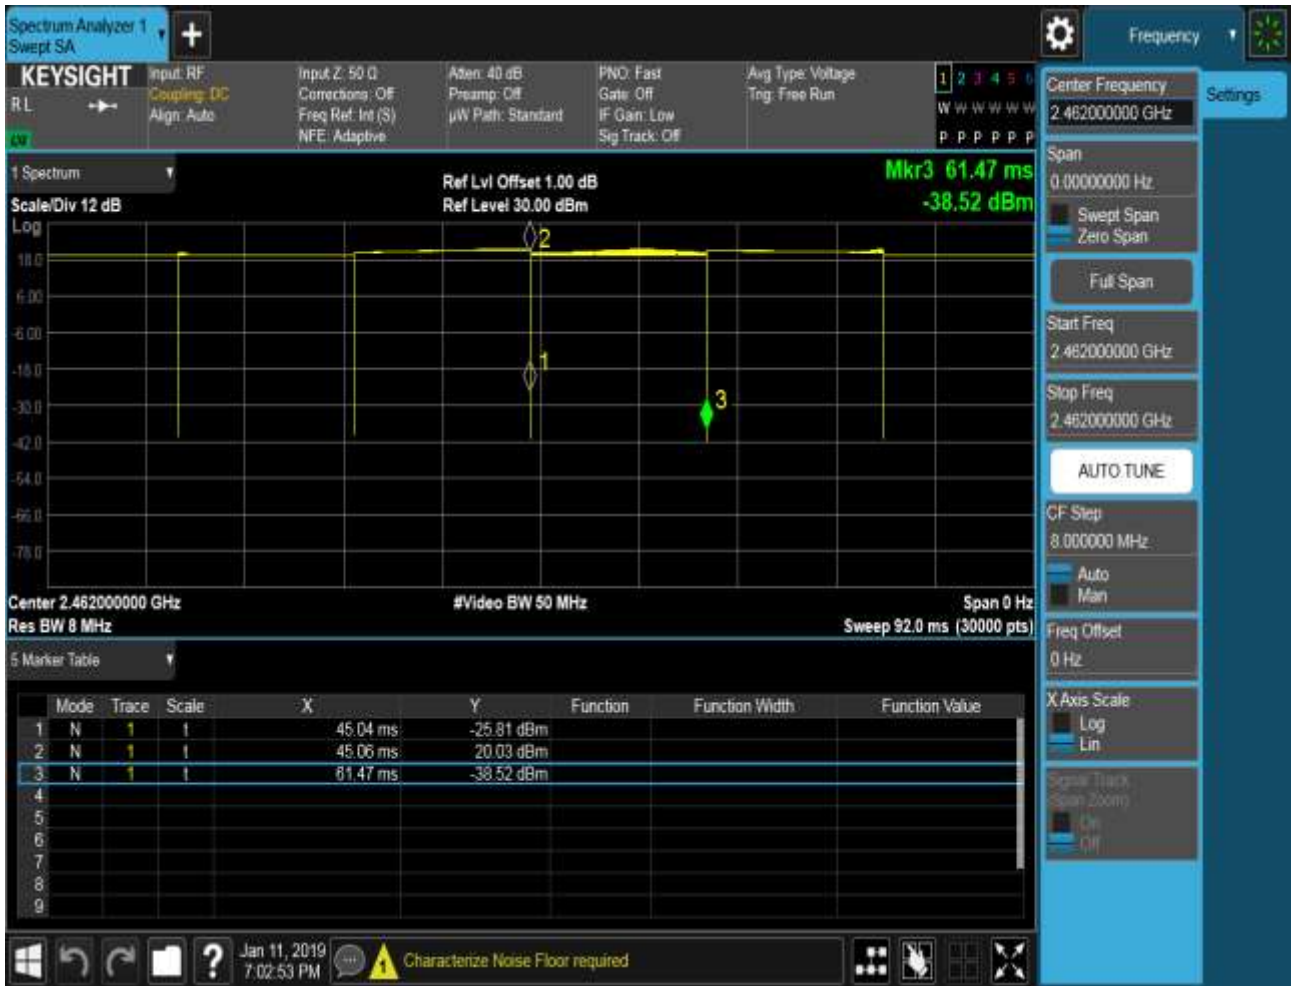 Spectrum Analyzer 1
Swept SA
Frequency
KEYSIGHT
RL
Input: RF
Coupling: DC
Align: Auto
Input Z: 50 Ω
Corrections: Off
Freq Ref: Int (S)
NFE: Adaptive
Atten: 40 dB
Preamp: Off
µW Path: Standard
PNO: Fast
Gate: Off
IF Gain: Low
Sig Track: Off
Avg Type: Voltage
Trig: Free Run
1 2 3 4 5 6
W W W W W W
P P P P P P
1 Spectrum
Scale/Div 12 dB
Ref Lvl Offset 1.00 dB
Ref Level 30.00 dBm
Mkr3 61.47 ms
-38.52 dBm
Log
18.0
6.00
-6.00
-18.0
-30.0
-42.0
-54.0
-66.0
-78.0
2
1
3
Center 2.462000000 GHz
Res BW 8 MHz
#Video BW 50 MHz
Span 0 Hz
Sweep 92.0 ms (30000 pts)
5 Marker Table
Mode Trace Scale X Y Function Function Width Function Value
1 N 1 t 45.04 ms -25.81 dBm
2 N 1 t 45.06 ms 20.03 dBm
3 N 1 t 61.47 ms -38.52 dBm
4
5
6
7
8
9
Jan 11, 2019
7:02:53 PM
1
Characterize Noise Floor required
Settings
Center Frequency
2.462000000 GHz
Span
0.00000000 Hz
Swept Span
Zero Span
Full Span
Start Freq
2.462000000 GHz
Stop Freq
2.462000000 GHz
AUTO TUNE
CF Step
8.000000 MHz
Auto
Man
Freq Offset
0 Hz
X Axis Scale
Log
Lin
Signal Track
(Span Zoom)
On
Off